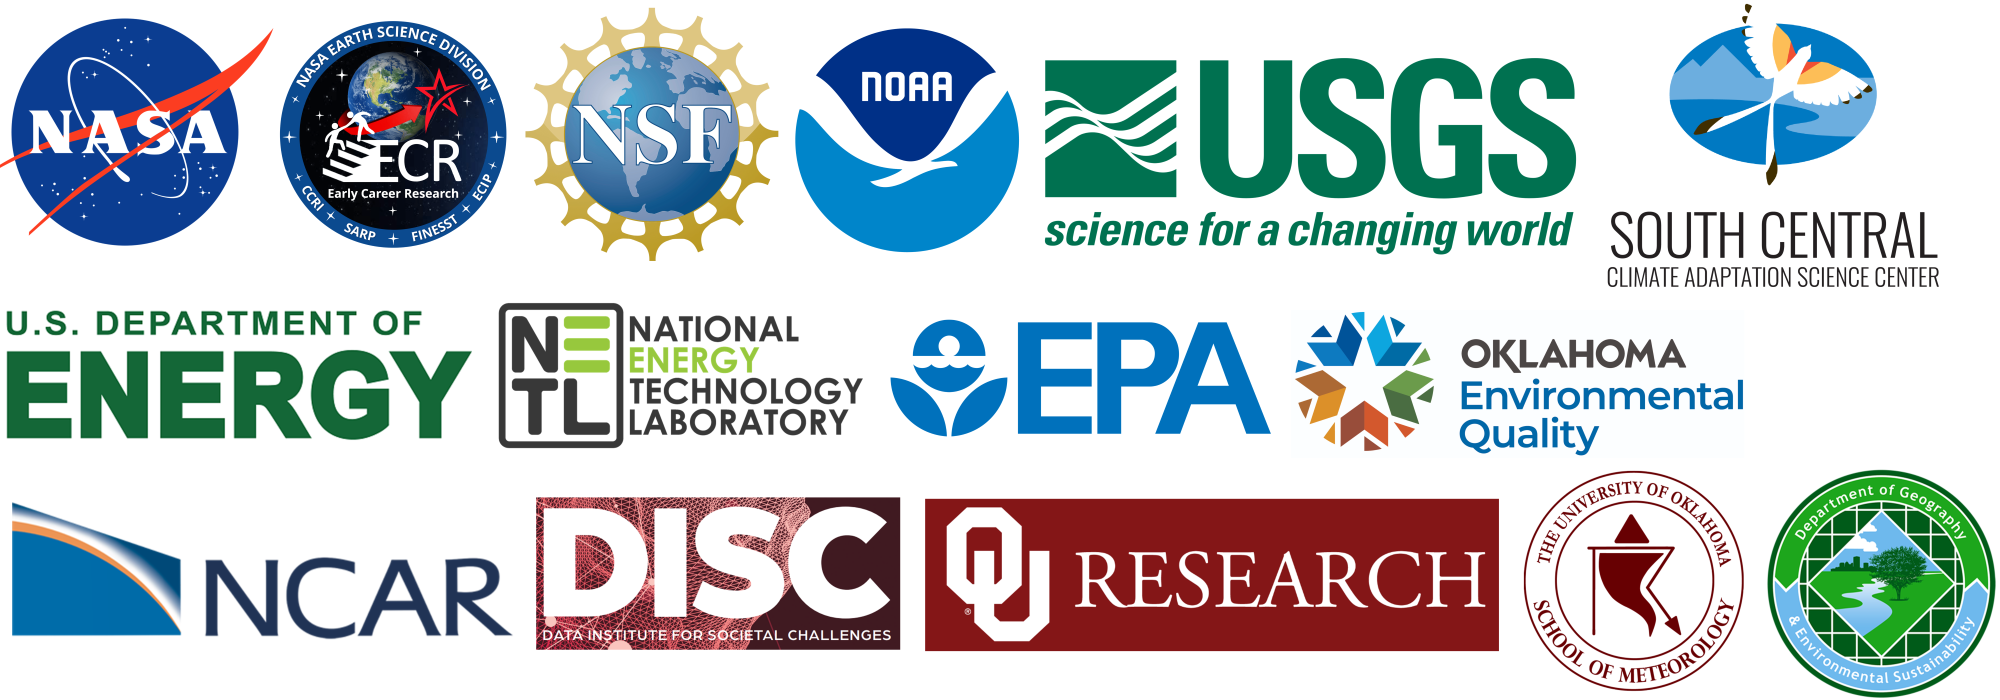 NASA
NASA EARTH SCIENCE DIVISION
ECR
Early Career Research
CCRI
SARP
FINESST
ECIP
NSF
NOAA
USGS
science for a changing world
SOUTH CENTRAL
CLIMATE ADAPTATION SCIENCE CENTER
U.S. DEPARTMENT OF
ENERGY
NE
TL
NATIONAL
ENERGY
TECHNOLOGY
LABORATORY
EPA
OKLAHOMA
Environmental
Quality
NCAR
DISC
DATA INSTITUTE FOR SOCIETAL CHALLENGES
OU
®
RESEARCH
THE UNIVERSITY OF OKLAHOMA
SCHOOL OF METEOROLOGY
Department of Geography
& Environmental Sustainability